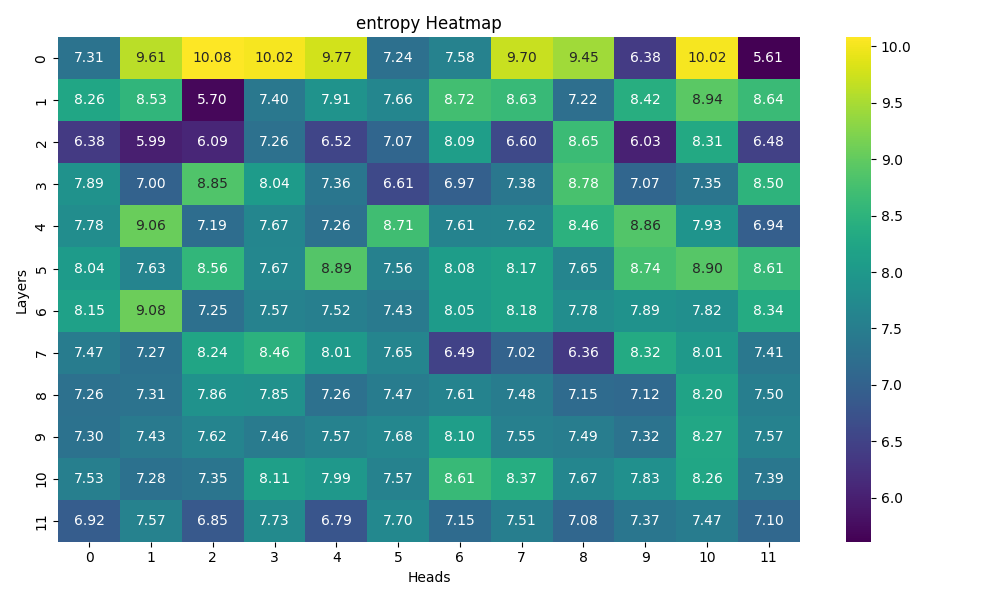 entropy Heatmap
Layers
0 7.31 9.61 10.08 10.02 9.77 7.24 7.58 9.70 9.45 6.38 10.02 5.61
1 8.26 8.53 5.70 7.40 7.91 7.66 8.72 8.63 7.22 8.42 8.94 8.64
2 6.38 5.99 6.09 7.26 6.52 7.07 8.09 6.60 8.65 6.03 8.31 6.48
3 7.89 7.00 8.85 8.04 7.36 6.61 6.97 7.38 8.78 7.07 7.35 8.50
4 7.78 9.06 7.19 7.67 7.26 8.71 7.61 7.62 8.46 8.86 7.93 6.94
5 8.04 7.63 8.56 7.67 8.89 7.56 8.08 8.17 7.65 8.74 8.90 8.61
6 8.15 9.08 7.25 7.57 7.52 7.43 8.05 8.18 7.78 7.89 7.82 8.34
7 7.47 7.27 8.24 8.46 8.01 7.65 6.49 7.02 6.36 8.32 8.01 7.41
8 7.26 7.31 7.86 7.85 7.26 7.47 7.61 7.48 7.15 7.12 8.20 7.50
9 7.30 7.43 7.62 7.46 7.57 7.68 8.10 7.55 7.49 7.32 8.27 7.57
10 7.53 7.28 7.35 8.11 7.99 7.57 8.61 8.37 7.67 7.83 8.26 7.39
11 6.92 7.57 6.85 7.73 6.79 7.70 7.15 7.51 7.08 7.37 7.47 7.10
0 1 2 3 4 5 6 7 8 9 10 11
Heads
10.0
9.5
9.0
8.5
8.0
7.5
7.0
6.5
6.0